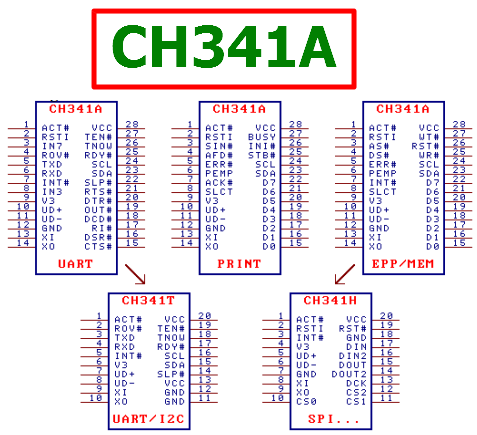 CH341A
CH341A
1 ACT# VCC 28
2 RSTI TEN# 27
3 IN7 TNOW 26
4 ROV# RDY# 25
5 TXD SCL 24
6 RXD SDA 23
7 INT# SLP# 22
8 IN3 RTS# 21
9 V3 DTR# 20
10 UD+ OUT# 19
11 UD- DCD# 18
12 GND RI# 17
13 XI DSR# 16
14 XO CTS# 15
UART
CH341A
1 ACT# VCC 28
2 RSTI BUSY 27
3 SIN# INI# 26
4 AFD# STB# 25
5 ERR# SCL 24
6 PEMP SDA 23
7 ACK# D7 22
8 SLCT D6 21
9 V3 D5 20
10 UD+ D4 19
11 UD- D3 18
12 GND D2 17
13 XI D1 16
14 XO D0 15
PRINT
CH341A
1 ACT# VCC 28
2 RSTI WT# 27
3 AS# RST# 26
4 DS# WR# 25
5 ERR# SCL 24
6 PEMP SDA 23
7 INT# D7 22
8 SLCT D6 21
9 V3 D5 20
10 UD+ D4 19
11 UD- D3 18
12 GND D2 17
13 XI D1 16
14 XO D0 15
EPP/MEM
CH341T
1 ACT# VCC 20
2 ROV# TEN# 19
3 TXD TNOW 18
4 RXD RDY# 17
5 INT# SCL 16
6 V3 SDA 15
7 UD+ SLP# 14
8 UD- VCC 13
9 XI GND 12
10 XO GND 11
UART/I2C
CH341H
1 ACT# VCC 20
2 RSTI RST# 19
3 INT# GND 18
4 V3 DIN 17
5 UD+ DIN2 16
6 UD- DOUT 15
7 GND DOUT2 14
8 XI DCK 13
9 XO CS2 12
10 CS0 CS1 11
SPI...